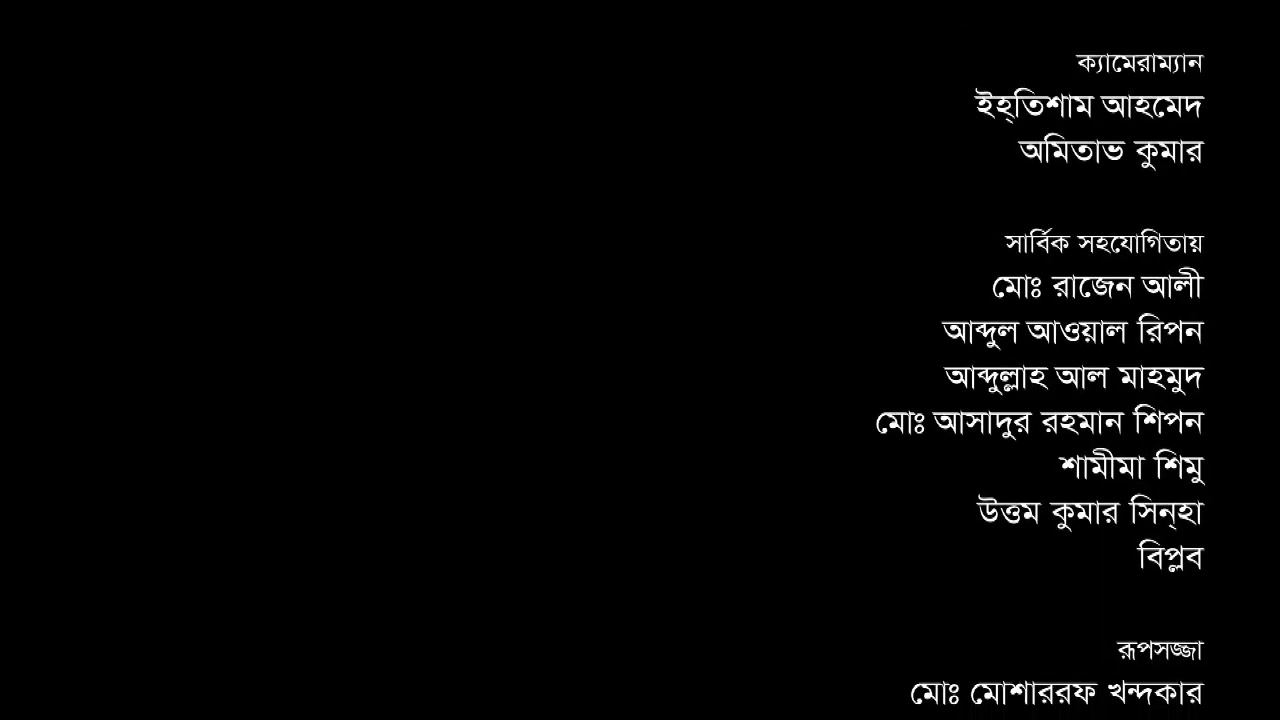 ক্যামেরাম্যান
ইহ্‌তিশাম আহমেদ
অমিতাভ কুমার
সার্বিক সহযোগিতায়
মোঃ রাজেন আলী
আব্দুল আওয়াল রিপন
আব্দুল্লাহ আল মাহমুদ
মোঃ আসাদুর রহমান শিপন
শামীমা শিমু
উত্তম কুমার সিন্‌হা
বিপ্লব
রূপসজ্জা
মোঃ মোশাররফ খন্দকার